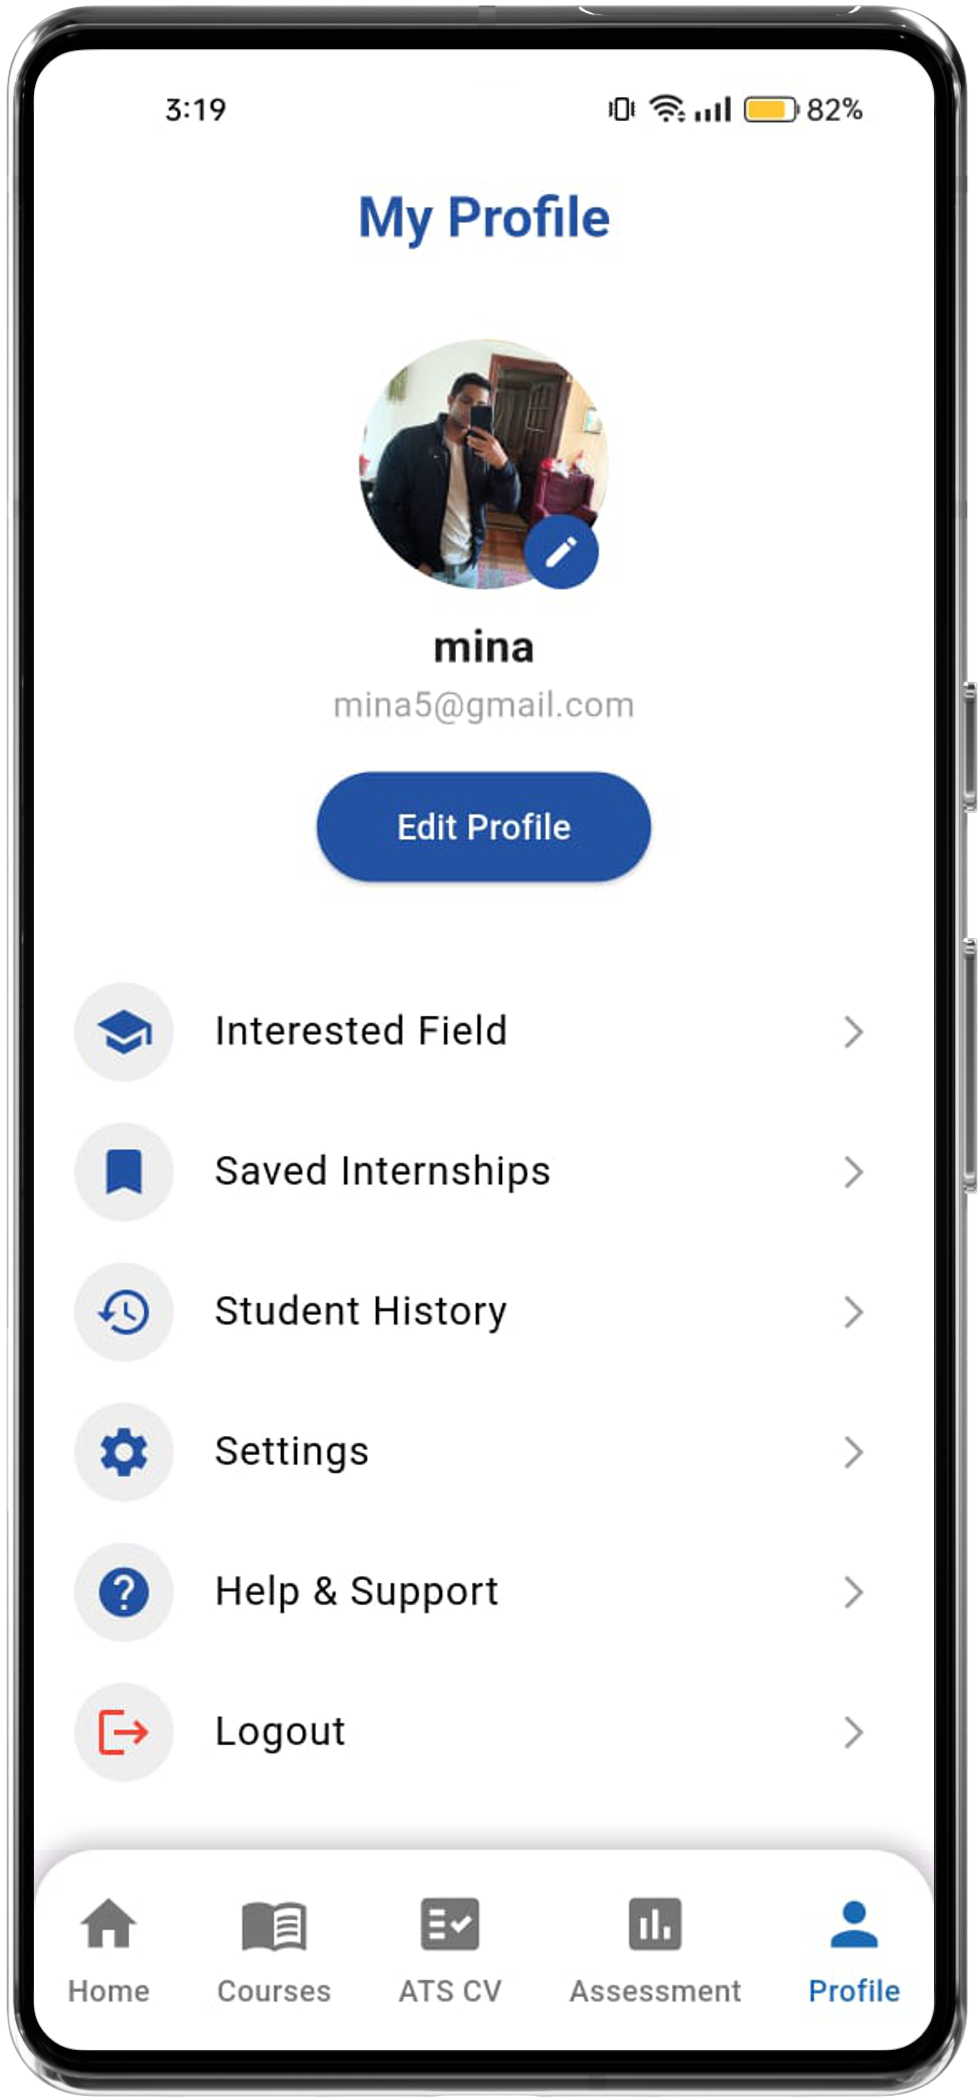 3:19 82%
My Profile
mina
mina5@gmail.com
Edit Profile
Interested Field
Saved Internships
Student History
Settings
Help & Support
Logout
Home Courses ATS CV Assessment Profile